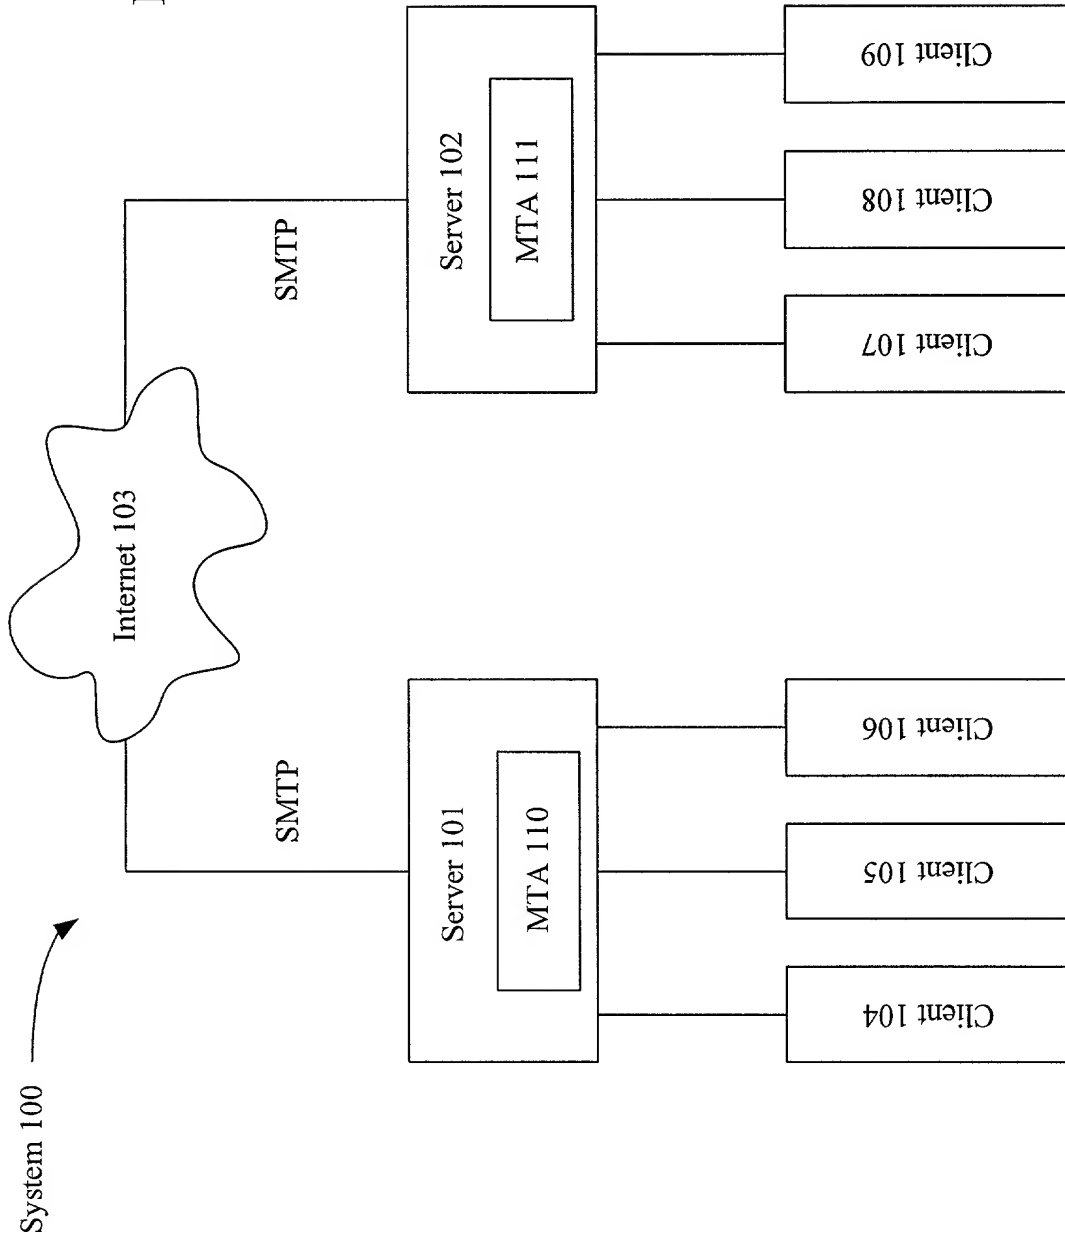 System 100
Internet 103
SMTP
SMTP
Server 101
MTA 110
Server 102
MTA 111
Client 104
Client 105
Client 106
Client 107
Client 108
Client 109